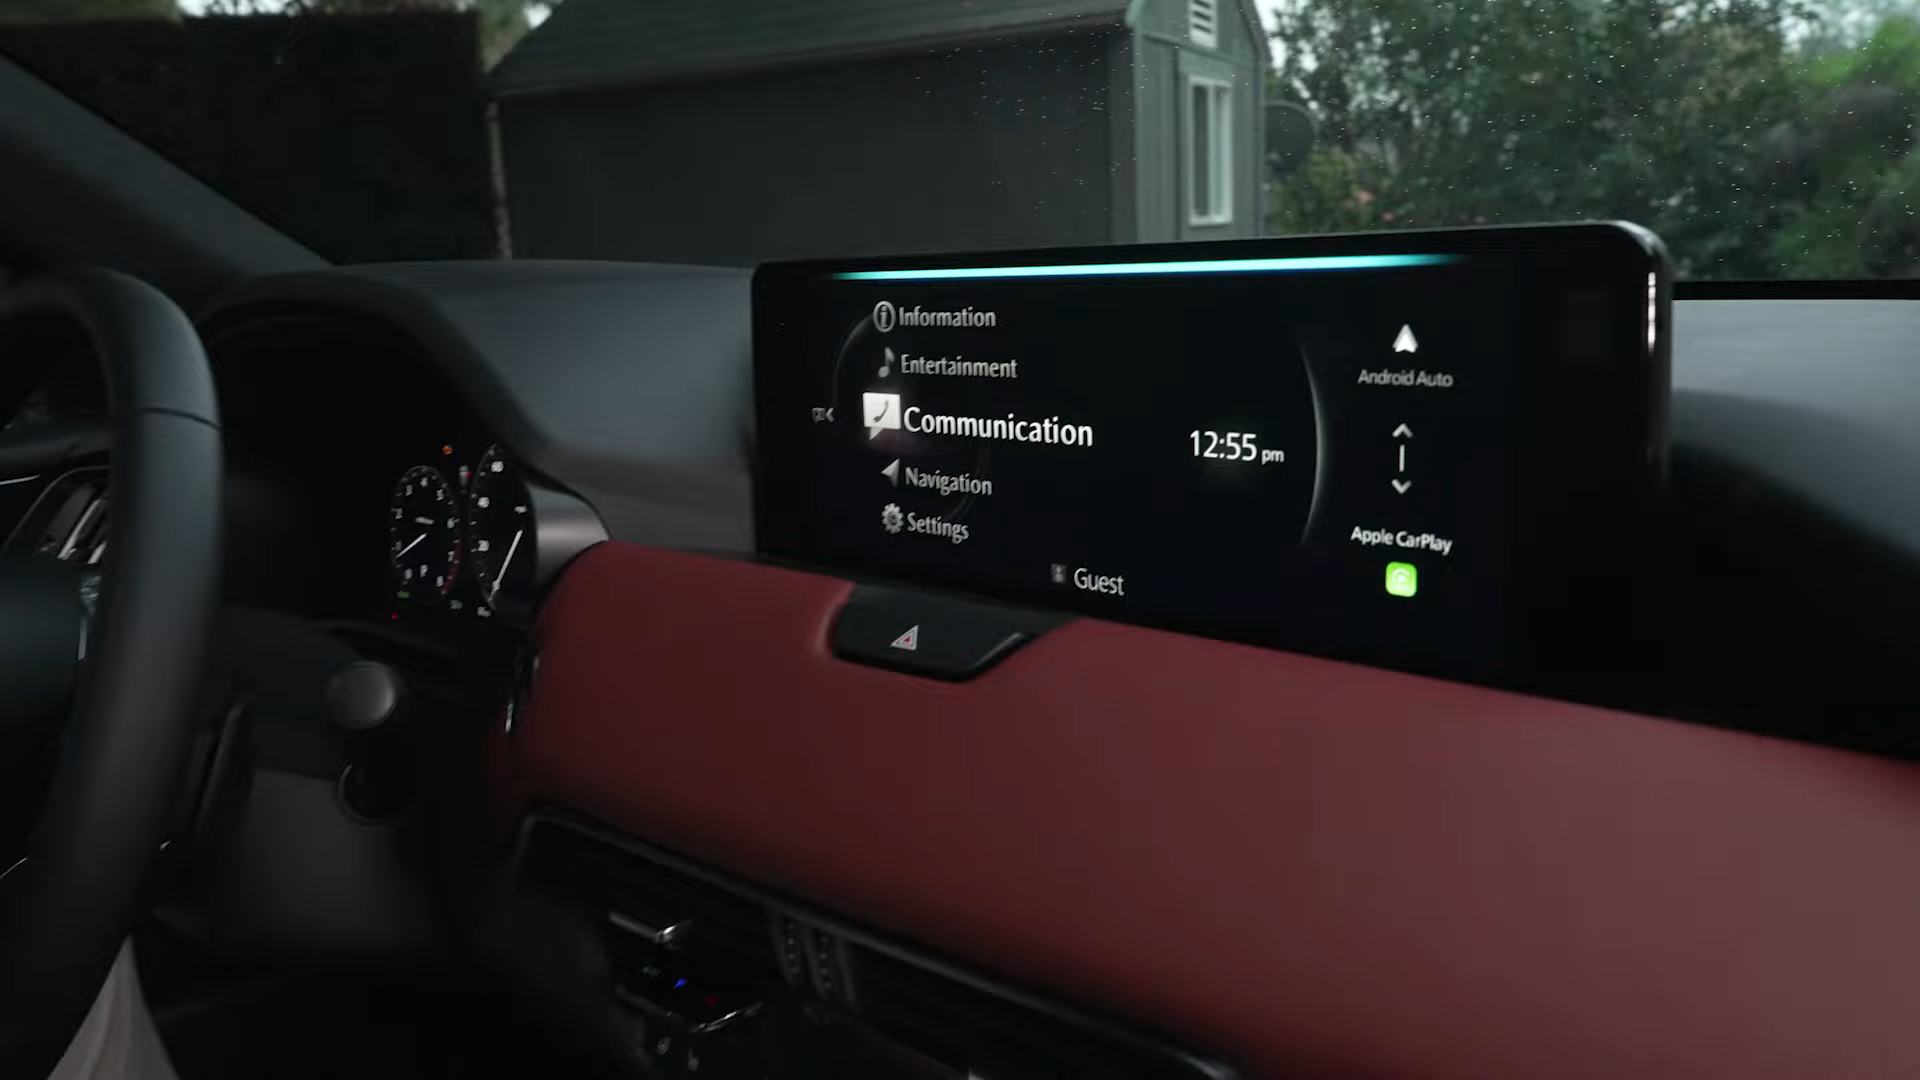 Information
Entertainment
Communication
Navigation
Settings
12:55 pm
Guest
Android Auto
Apple CarPlay